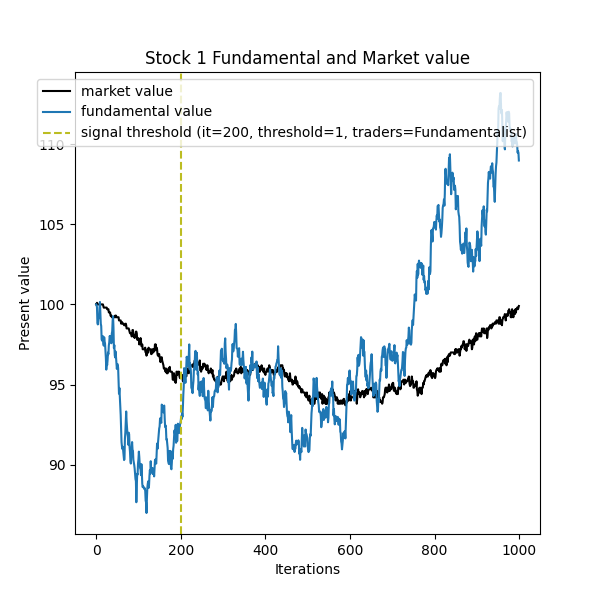 Stock 1 Fundamental and Market value
market value
fundamental value
signal threshold (it=200, threshold=1, traders=Fundamentalist)
110
105
100
95
90
Present value
0 200 400 600 800 1000
Iterations